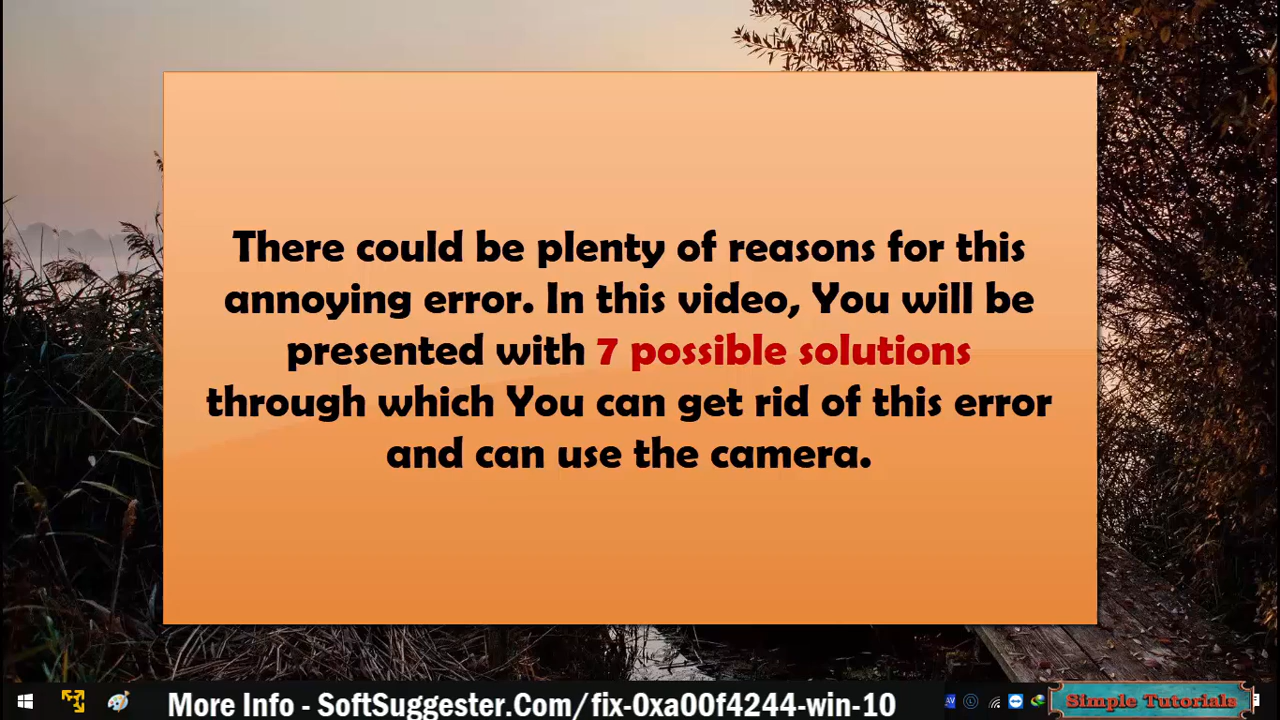 There could be plenty of reasons for this
annoying error. In this video, You will be
presented with 7 possible solutions
through which You can get rid of this error
and can use the camera.
More Info - SoftSuggester.Com/fix-0xa00f4244-win-10
Simple Tutorials